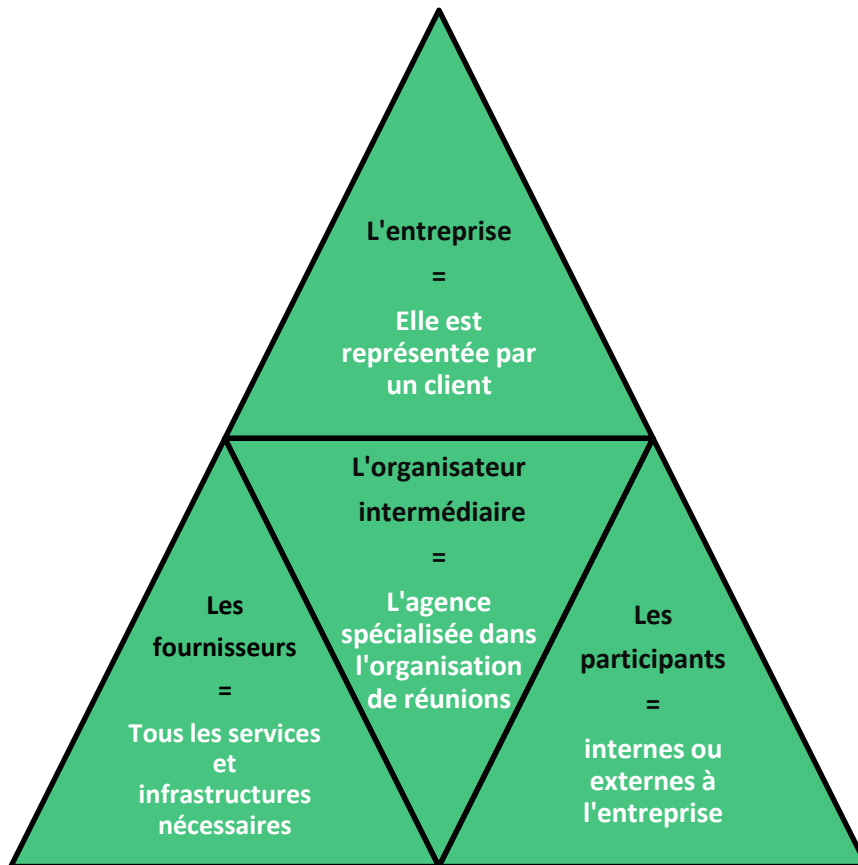 L'entreprise
=
Elle est
représentée par
un client
L'organisateur
intermédiaire
=
L'agence
spécialisée dans
l'organisation
de réunions
Les
fournisseurs
=
Tous les services
et
infrastructures
nécessaires
Les
participants
=
internes ou
externes à
l'entreprise